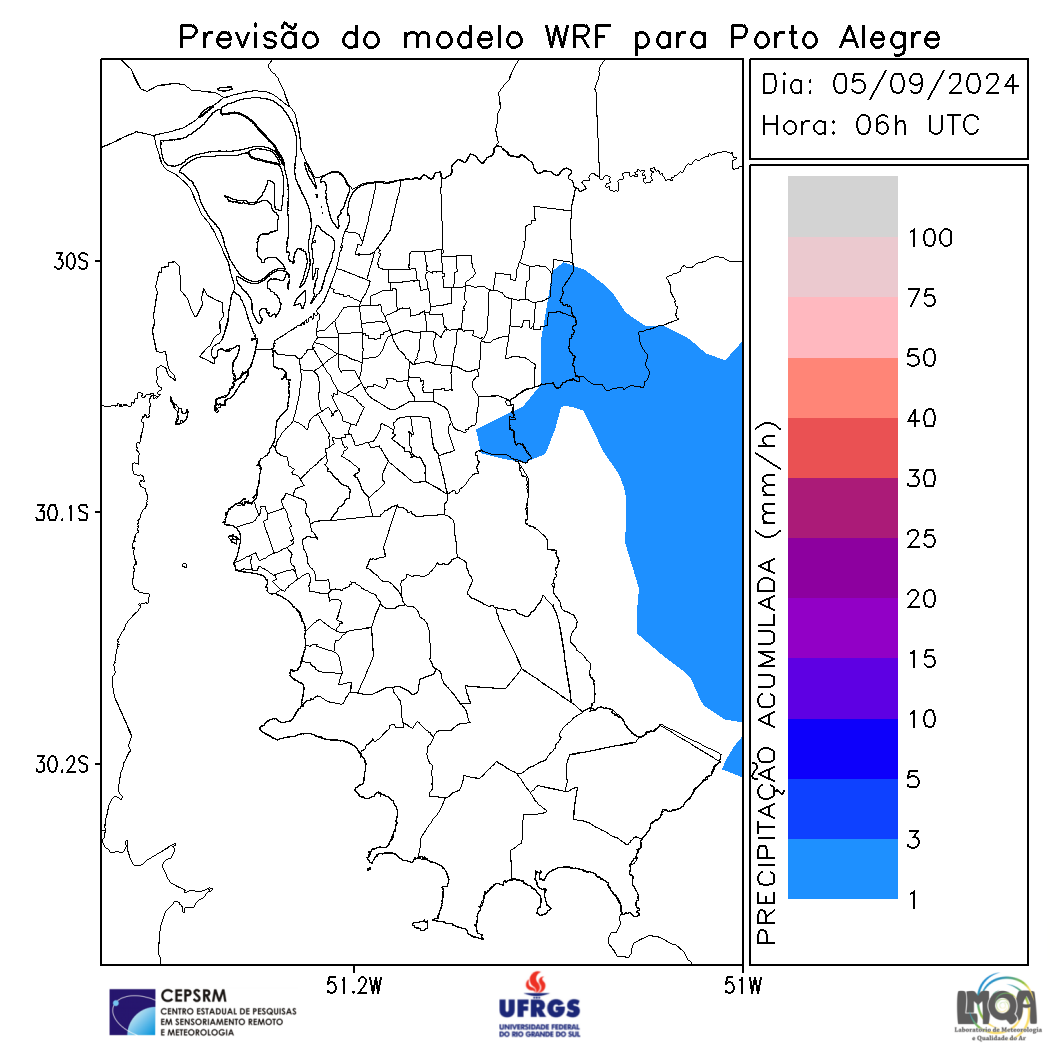 Previsão do modelo WRF para Porto Alegre
Dia: 05/09/2024
Hora: 06h UTC
30S
30.1S
30.2S
51.2W
51W
PRECIPITAÇÃO ACUMULADA (mm/h)
100
75
50
40
30
25
20
15
10
5
3
1
CEPSRM
CENTRO ESTADUAL DE PESQUISAS
EM SENSORIAMENTO REMOTO
E METEOROLOGIA
UFRGS
UNIVERSIDADE FEDERAL
DO RIO GRANDE DO SUL
LMQA
Laboratório de Meteorologia
e Qualidade do Ar